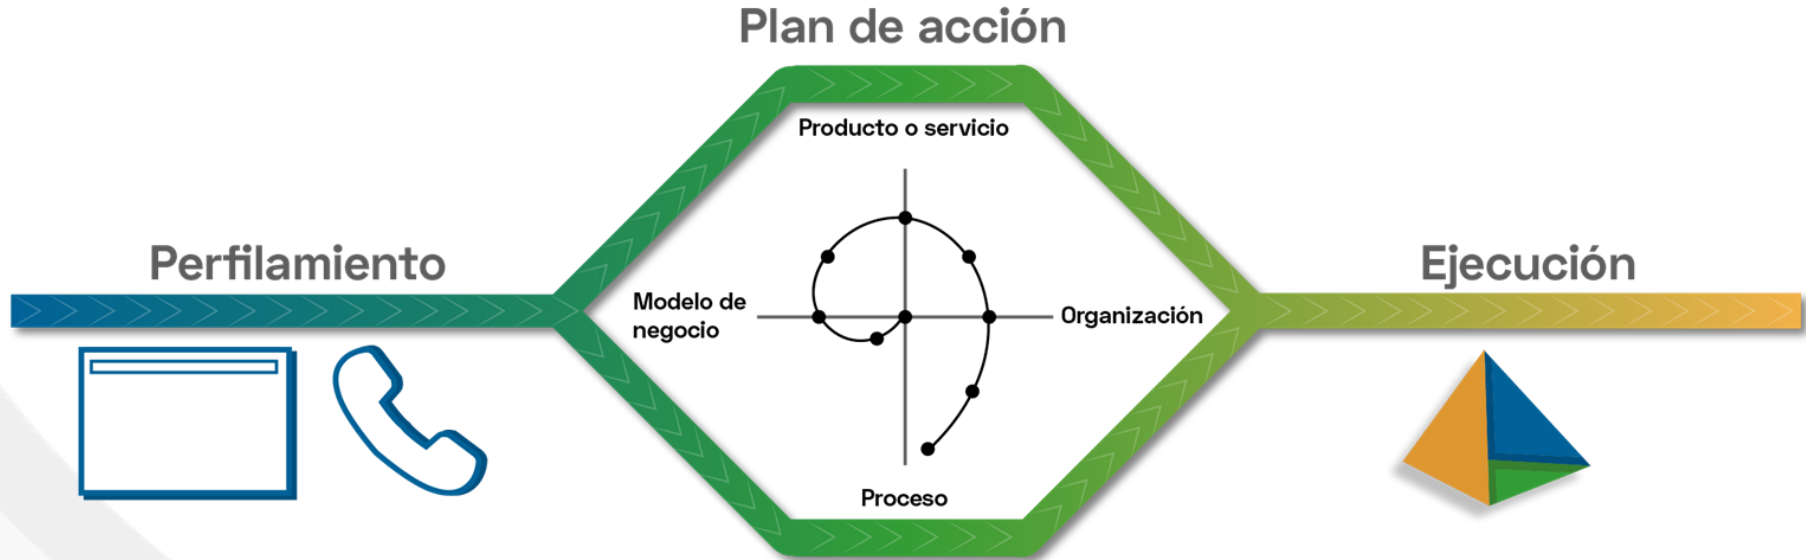 Plan de acción
Producto o servicio
Perfilamiento
Ejecución
Modelo de
negocio
Organización
Proceso